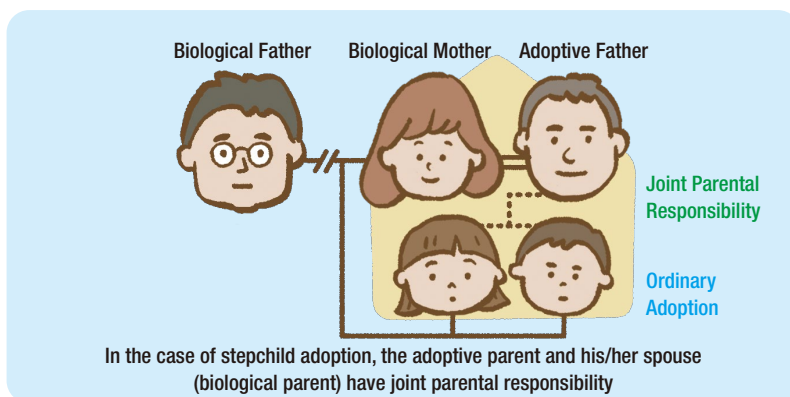 Biological Father
Biological Mother
Adoptive Father
Joint Parental
Responsibility
Ordinary
Adoption
In the case of stepchild adoption, the adoptive parent and his/her spouse
(biological parent) have joint parental responsibility